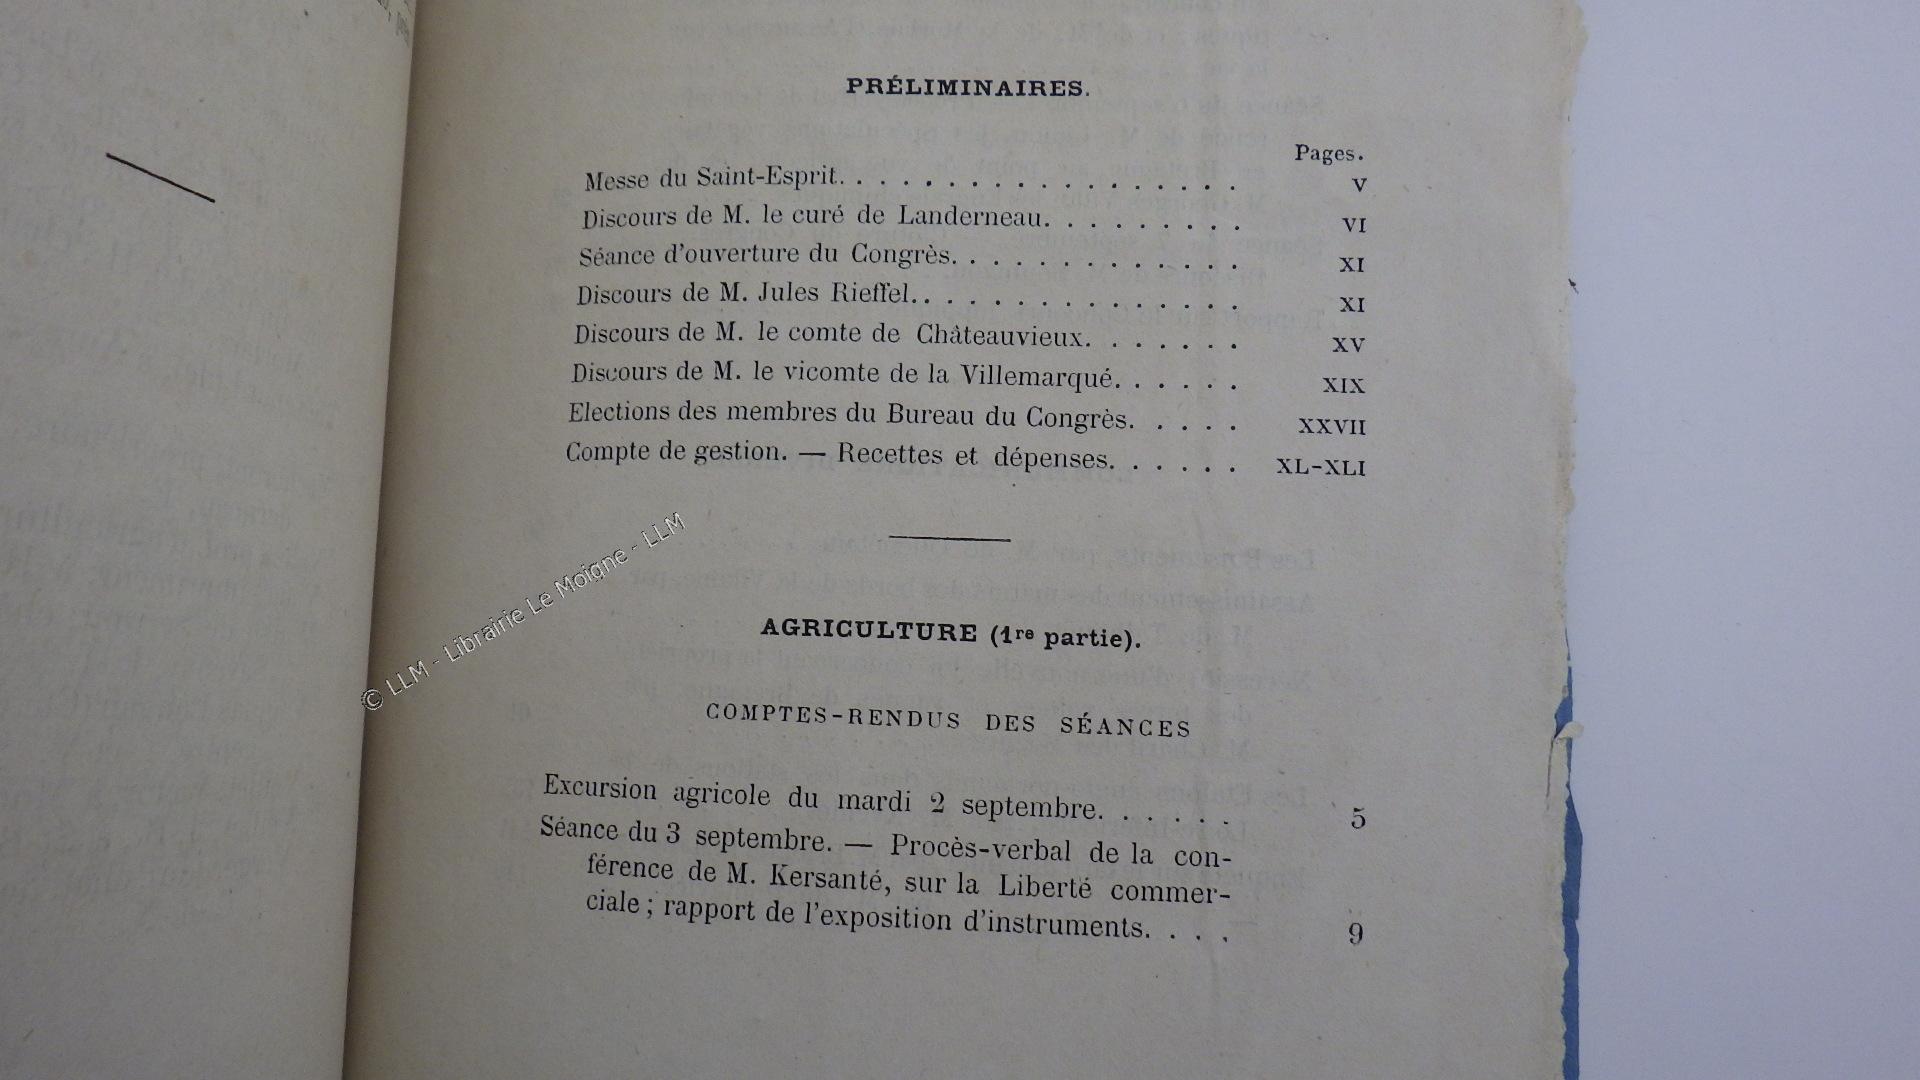 PRÉLIMINAIRES.
Pages.
Messe du Saint-Esprit. . . . . . . . . . . . . . . . . . V
Discours de M. le curé de Landerneau. . . . . . . . . VI
Séance d'ouverture du Congrès. . . . . . . . . . . . . XI
Discours de M. Jules Rieffel. . . . . . . . . . . . . . . XI
Discours de M. le comte de Châteauvieux. . . . . . . XV
Discours de M. le vicomte de la Villemarqué. . . . . . XIX
Elections des membres du Bureau du Congrès. . . . . XXVII
Compte de gestion. — Recettes et dépenses. . . . . . XL-XLI
© LLM - Librairie Le Moigne - LLM
AGRICULTURE (1re partie).
COMPTES-RENDUS DES SÉANCES
Excursion agricole du mardi 2 septembre. . . . . . . 5
Séance du 3 septembre. — Procès-verbal de la con-
férence de M. Kersanté, sur la Liberté commer-
ciale ; rapport de l'exposition d'instruments. . . . 9